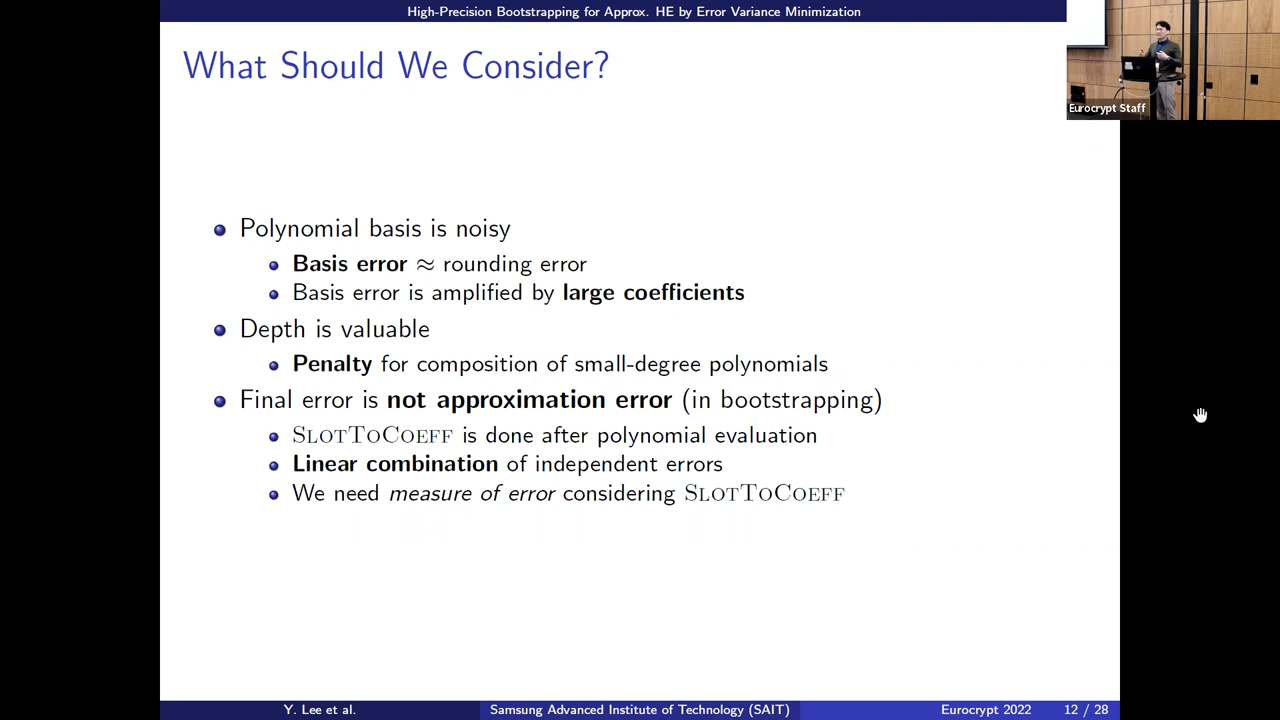 High-Precision Bootstrapping for Approx. HE by Error Variance Minimization
What Should We Consider?
Eurocrypt Staff
Polynomial basis is noisy
Basis error ≈ rounding error
Basis error is amplified by large coefficients
Depth is valuable
Penalty for composition of small-degree polynomials
Final error is not approximation error (in bootstrapping)
SLOTTOCOEFF is done after polynomial evaluation
Linear combination of independent errors
We need measure of error considering SLOTTOCOEFF
Y. Lee et al. Samsung Advanced Institute of Technology (SAIT) Eurocrypt 2022 12 / 28